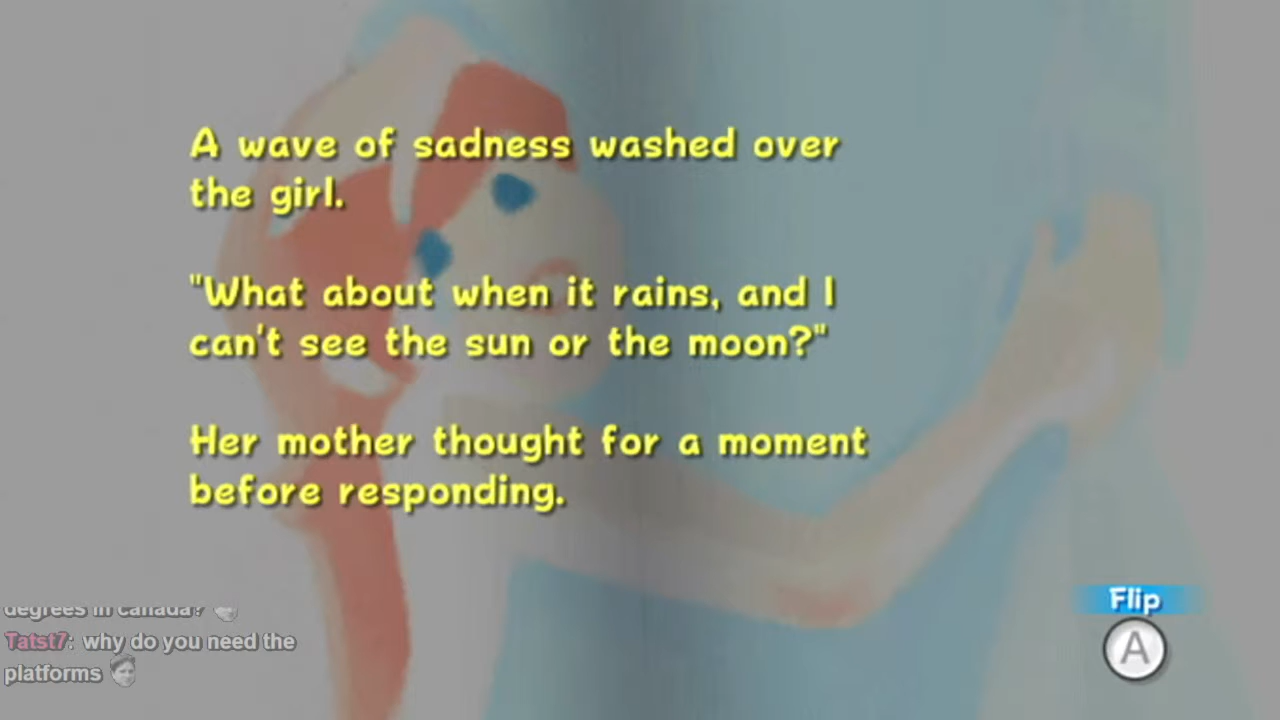 A wave of sadness washed over
the girl.
"What about when it rains, and I
can't see the sun or the moon?"
Her mother thought for a moment
before responding.
degrees in canada?
Tatst7: why do you need the
platforms
Flip
A